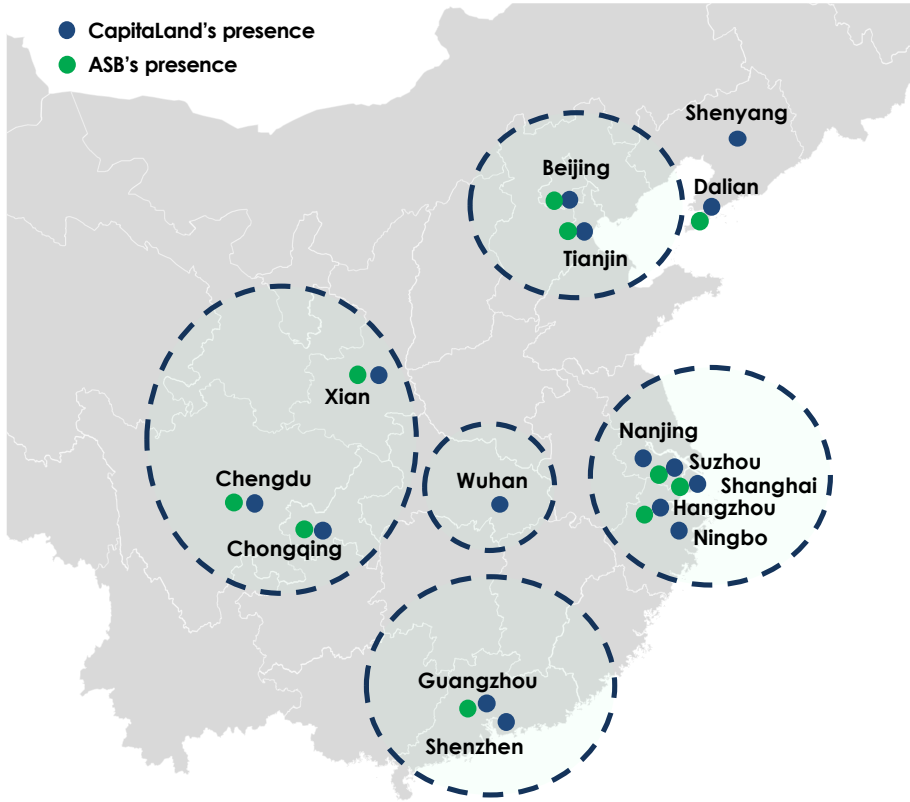 CapitaLand's presence
ASB's presence
Shenyang
Beijing
Dalian
Tianjin
Xian
Nanjing
Suzhou
Chengdu
Wuhan
Shanghai
Hangzhou
Ningbo
Chongqing
Guangzhou
Shenzhen